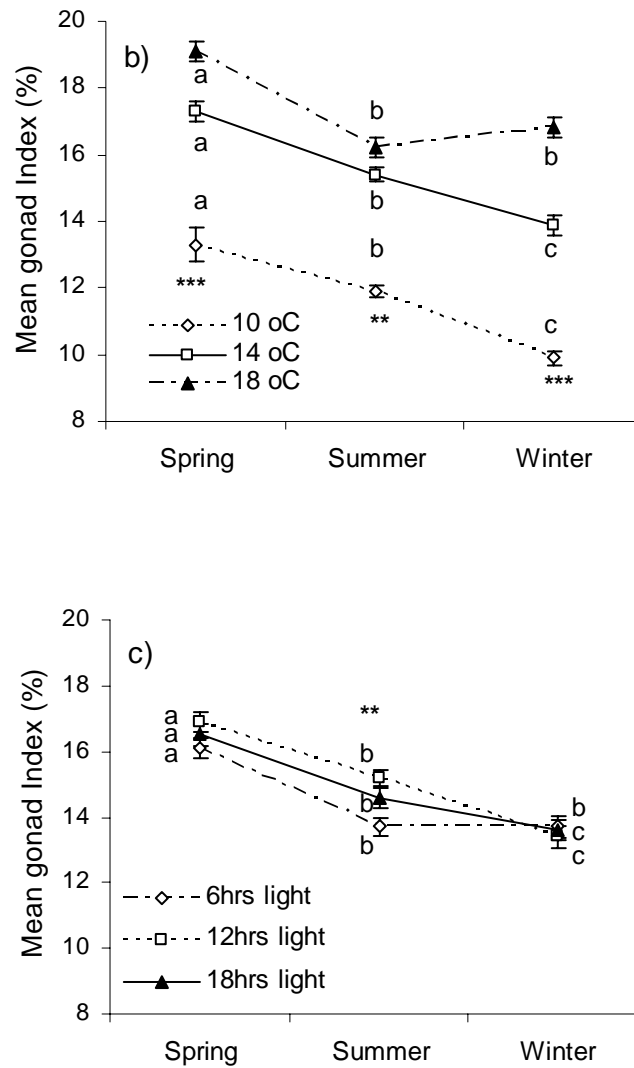 20
b)
a
18
b
a
b
16
a
b
14
b
c
12
***
**
c
10 oC
14 oC
10
***
18 oC
8
Spring Summer Winter
Mean gonad Index (%)
20
c)
18
**
a
a
16
a
b
b
b
14
b
c
c
12
6hrs light
12hrs light
10
18hrs light
8
Spring Summer Winter
Mean gonad Index (%)